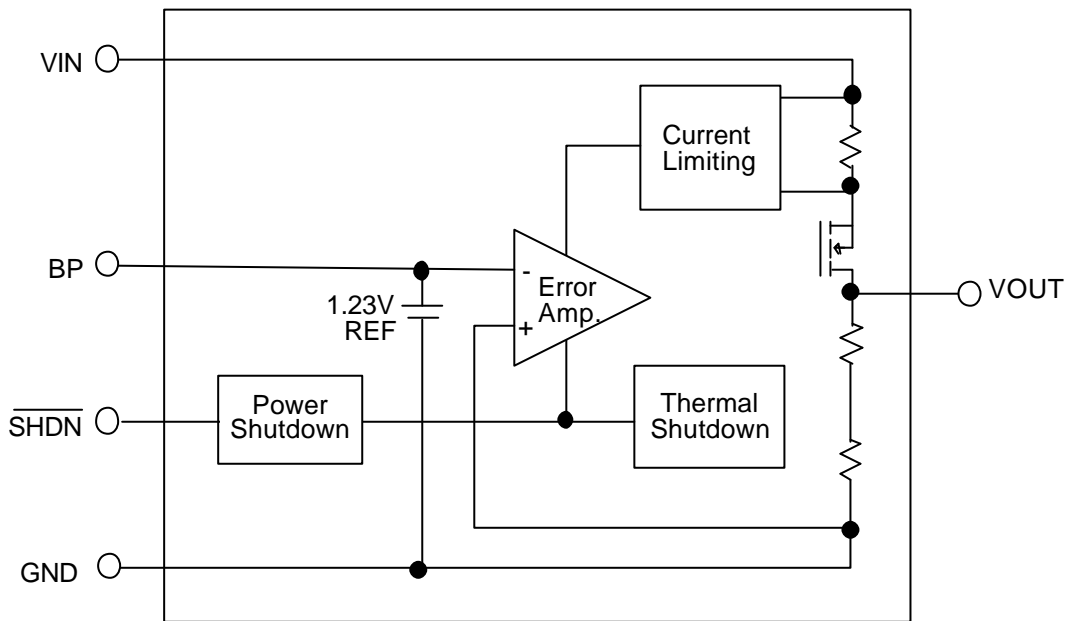 VIN
Current
Limiting
BP
-
Error
Amp.
+
1.23V
REF
VOUT
SHDN
Power
Shutdown
Thermal
Shutdown
GND